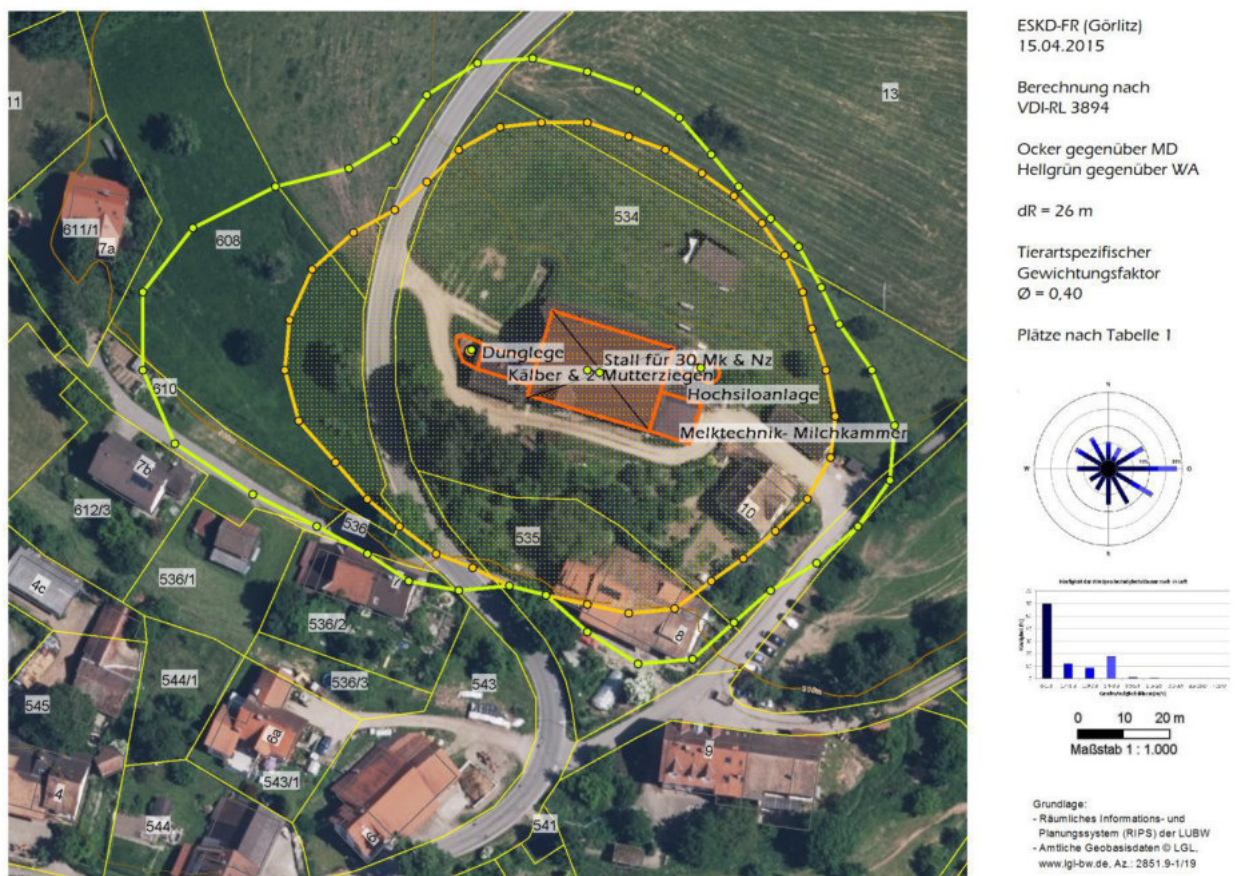 ESKD-FR (Görlitz)
15.04.2015
Berechnung nach
VDI-RL 3894
Ocker gegenüber MD
Hellgrün gegenüber WA
dR = 26 m
Tierartspezifischer
Gewichtungsfaktor
Ø = 0,40
Plätze nach Tabelle 1
11
13
534
611/1
7a
608
Dunglege
Stall für 30 Mk & Nz
Kälber & 2 Mutterziegen
Hochsiloanlage
Melktechnik- Milchkammer
610
7b
612/3
10
536
535
7
4c
536/1
536/2
8
544/1
536/3
543
545
6a
9
4
543/1
6
544
541
N
W
O
S
0 10 20 m
Maßstab 1 : 1.000
Grundlage:
- Räumliches Informations- und
Planungssystem (RIPS) der LUBW
- Amtliche Geobasisdaten © LGL,
www.lgl-bw.de, Az.: 2851.9-1/19